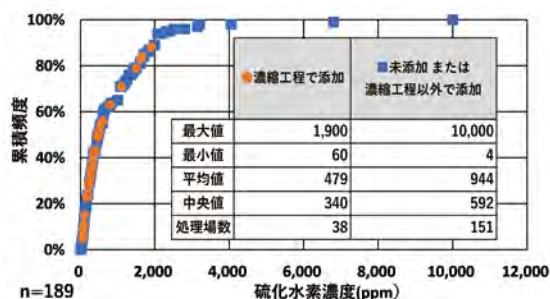 100%
80%
60%
40%
20%
0%
累積頻度
濃縮工程で添加
未添加 または
濃縮工程以外で添加
最大値 1,900 10,000
最小値 60 4
平均値 479 944
中央値 340 592
処理場数 38 151
0 2,000 4,000 6,000 8,000 10,000 12,000
n=189
硫化水素濃度(ppm)